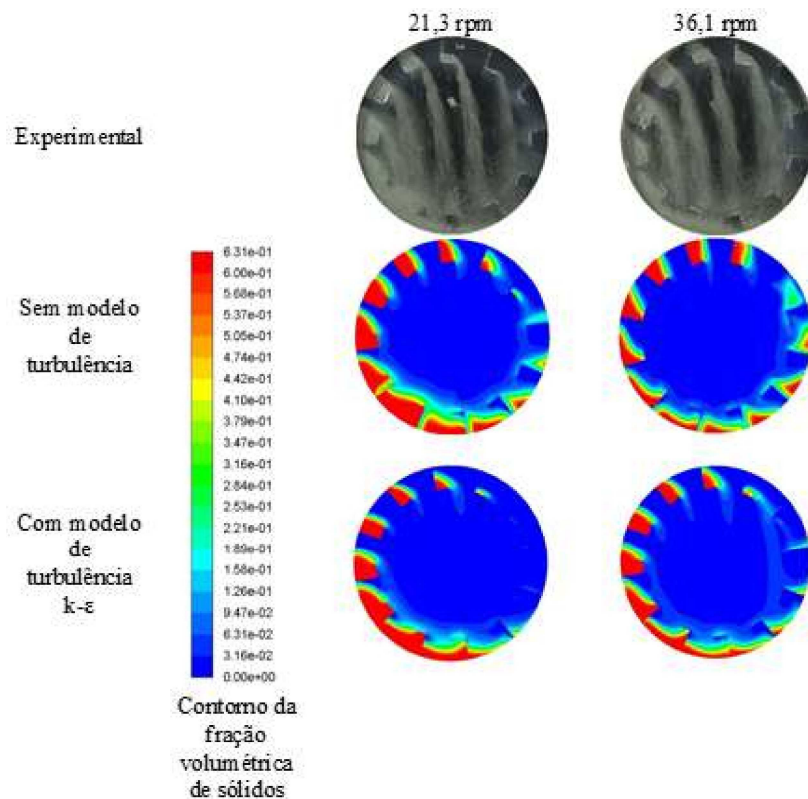 21,3 rpm
36,1 rpm
Experimental
Sem modelo
de
turbulência
6.31e-01
6.00e-01
5.68e-01
5.37e-01
5.05e-01
4.74e-01
4.42e-01
4.10e-01
3.79e-01
3.47e-01
3.16e-01
2.84e-01
2.53e-01
2.21e-01
1.89e-01
1.58e-01
1.26e-01
9.47e-02
6.31e-02
3.16e-02
0.00e+00
Com modelo
de
turbulência
k-ε
Contorno da
fração
volumétrica
de sólidos